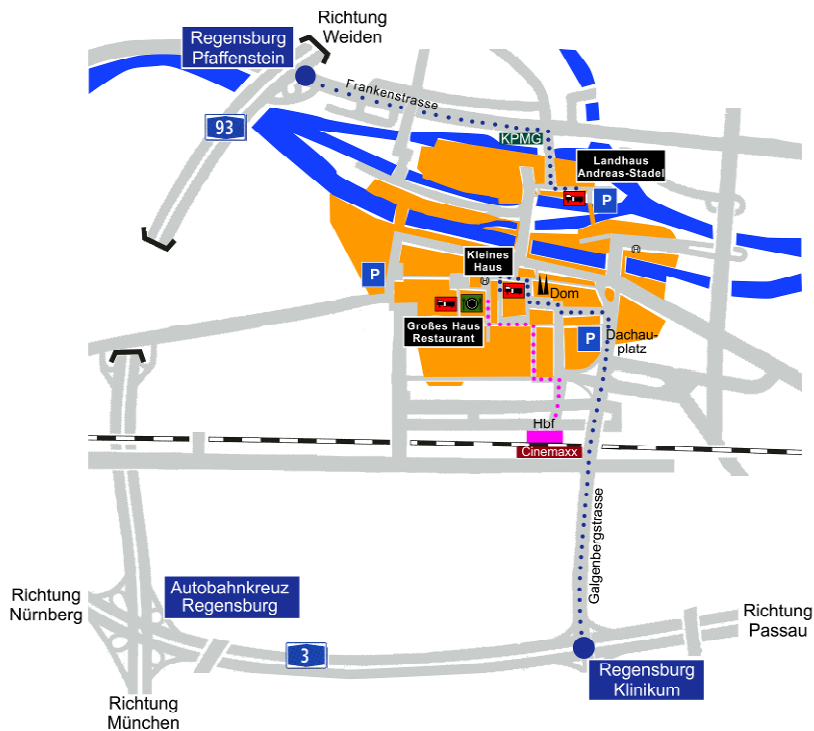 Richtung
Weiden
Regensburg
Pfaffenstein
Frankenstrasse
93
KPMG
Landhaus
Andreas-Stadel
P
H
Kleines
Haus
P
H
Dom
Großes Haus
Restaurant
P
Dachau-
platz
Hbf
Cinemaxx
Galgenbergstrasse
Autobahnkreuz
Regensburg
Richtung
Nürnberg
Richtung
Passau
3
Regensburg
Klinikum
Richtung
München